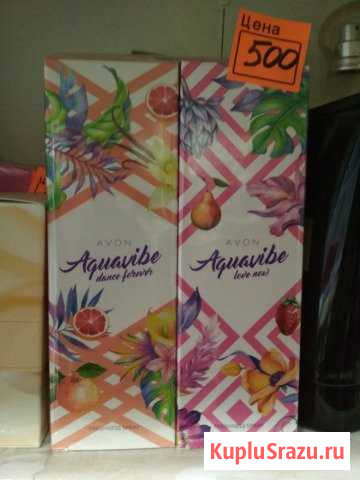 Цена
500
AVON
Aquavibe
dance forever
AVON
Aquavibe
love now
KupluSrazu.ru